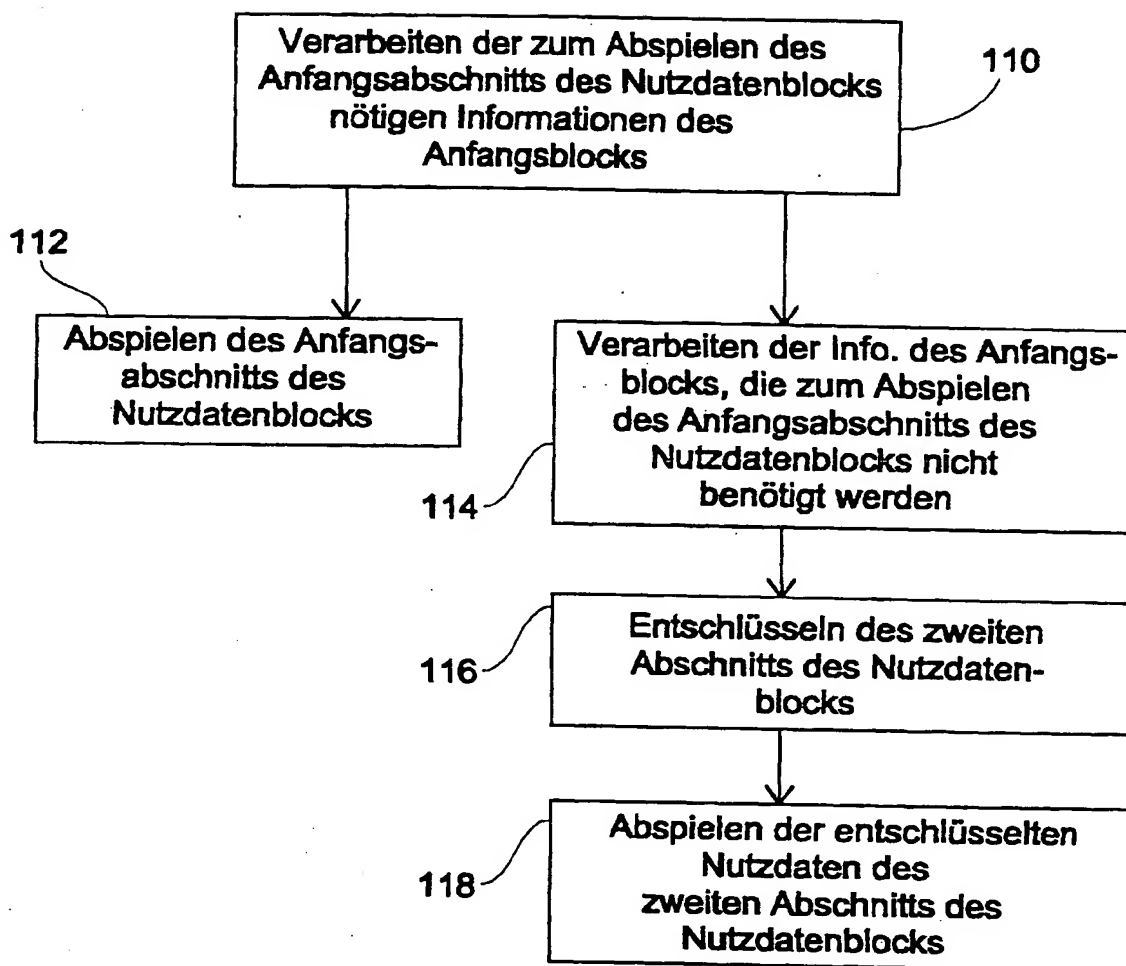 Verarbeiten der zum Abspielen des
Anfangsabschnitts des Nutzdatenblocks
nötigen Informationen des
Anfangsblocks
110
112
Abspielen des Anfangs-
abschnitts des
Nutzdatenblocks
Verarbeiten der Info. des Anfangs-
blocks, die zum Abspielen
des Anfangsabschnitts des
Nutzdatenblocks nicht
benötigt werden
114
Entschlüsseln des zweiten
Abschnitts des Nutzdaten-
blocks
116
Abspielen der entschlüsselten
Nutzdaten des
zweiten Abschnitts des
Nutzdatenblocks
118